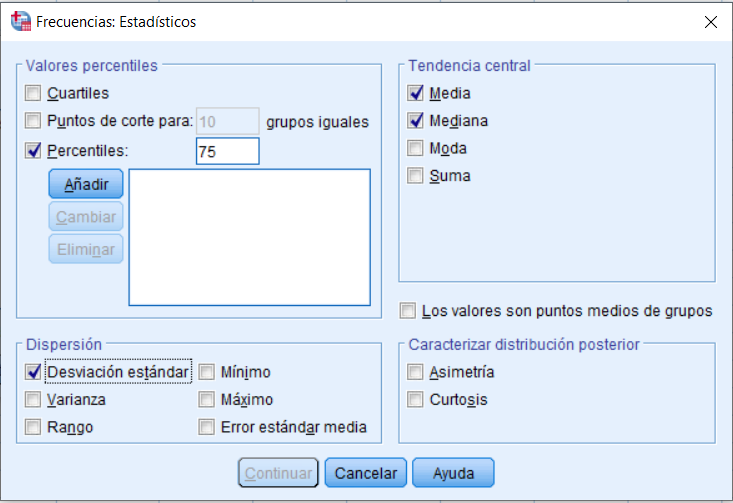 Frecuencias: Estadísticos
Valores percentiles
Cuartiles
Puntos de corte para: 10 grupos iguales
Percentiles: 75
Añadir
Cambiar
Eliminar
Tendencia central
Media
Mediana
Moda
Suma
Los valores son puntos medios de grupos
Dispersión
Desviación estándar Mínimo
Varianza Máximo
Rango Error estándar media
Caracterizar distribución posterior
Asimetría
Curtosis
Continuar Cancelar Ayuda